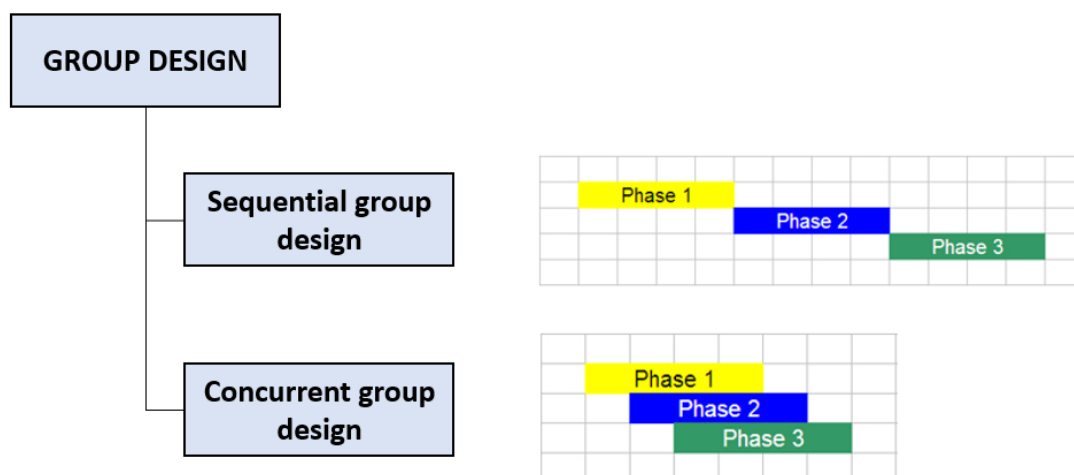 GROUP DESIGN
Sequential group
design
Phase 1
Phase 2
Phase 3
Concurrent group
design
Phase 1
Phase 2
Phase 3